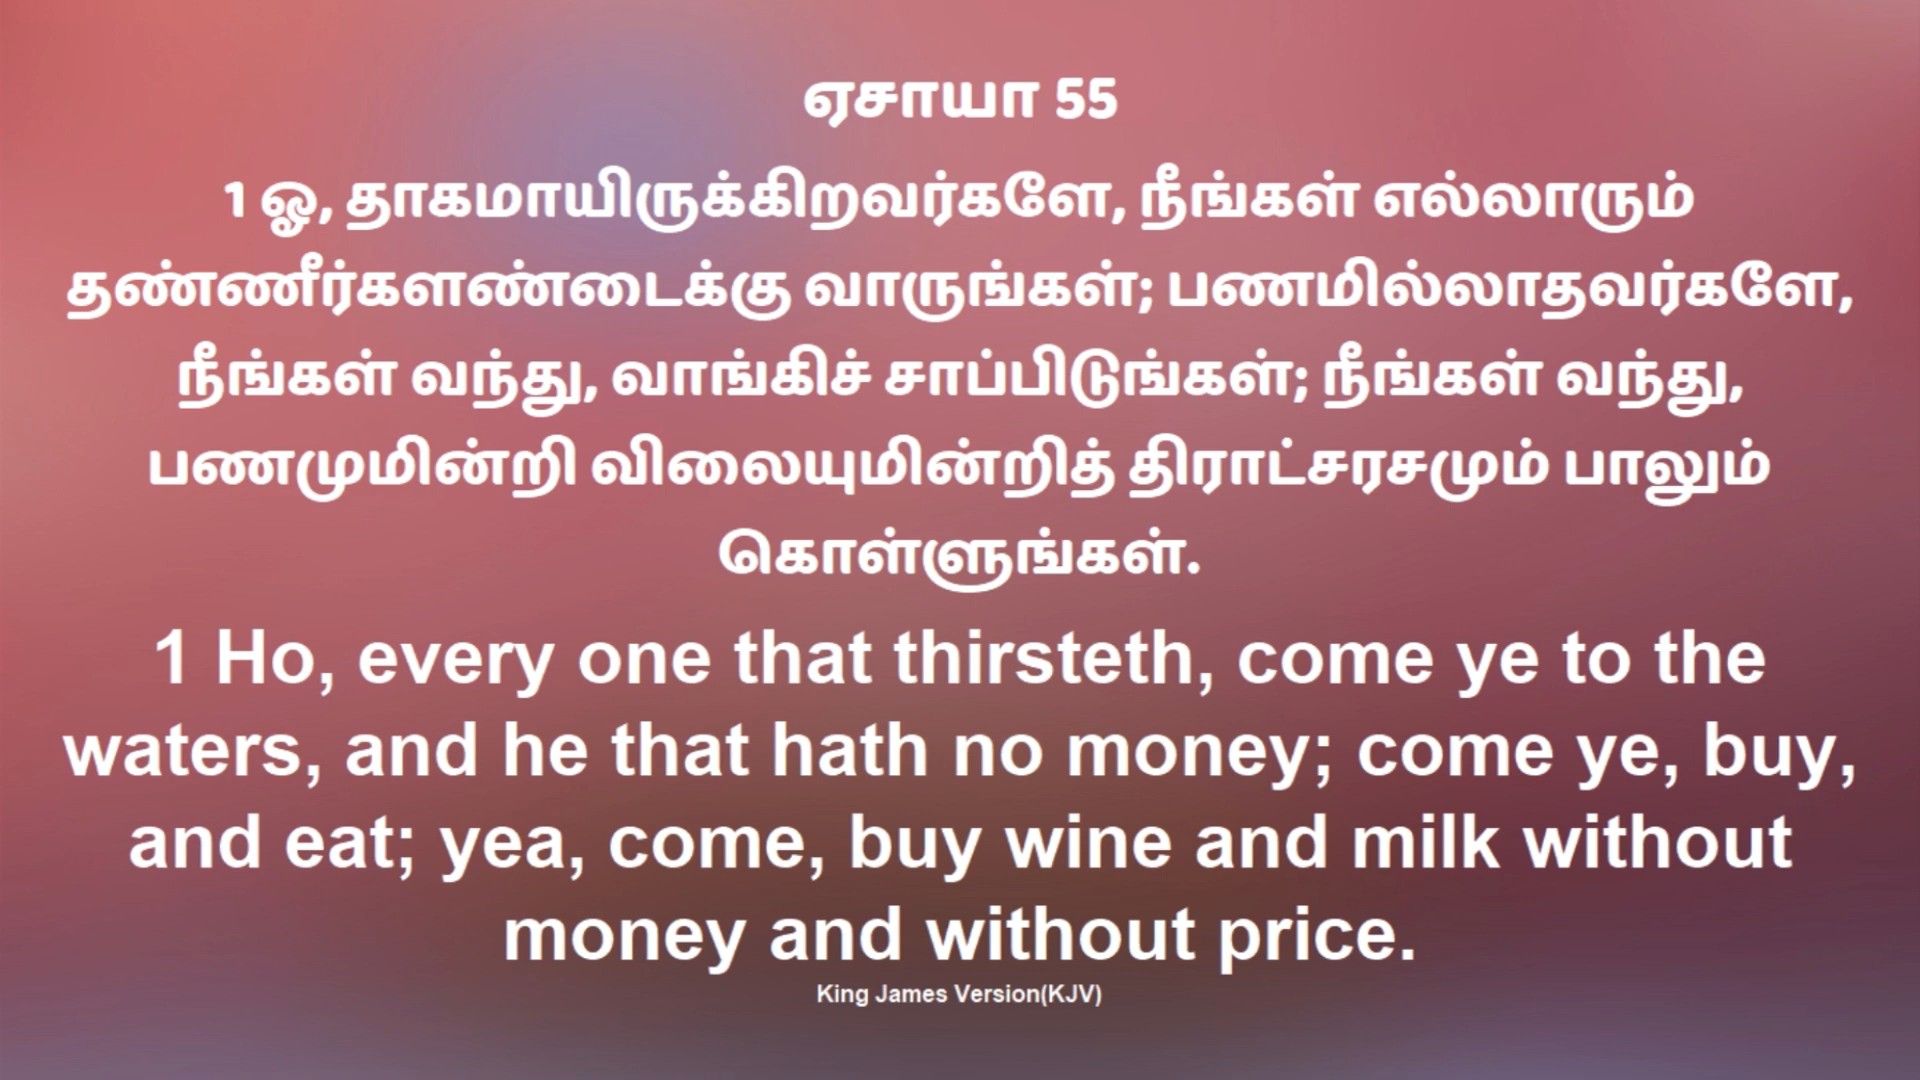 ஏசாயா 55
1 ஓ, தாகமாயிருக்கிறவர்களே, நீங்கள் எல்லாரும்
தண்ணீர்களண்டைக்கு வாருங்கள்; பணமில்லாதவர்களே,
நீங்கள் வந்து, வாங்கிச் சாப்பிடுங்கள்; நீங்கள் வந்து,
பணமுமின்றி விலையுமின்றித் திராட்சரசமும் பாலும்
கொள்ளுங்கள்.
1 Ho, every one that thirsteth, come ye to the
waters, and he that hath no money; come ye, buy,
and eat; yea, come, buy wine and milk without
money and without price.
King James Version(KJV)